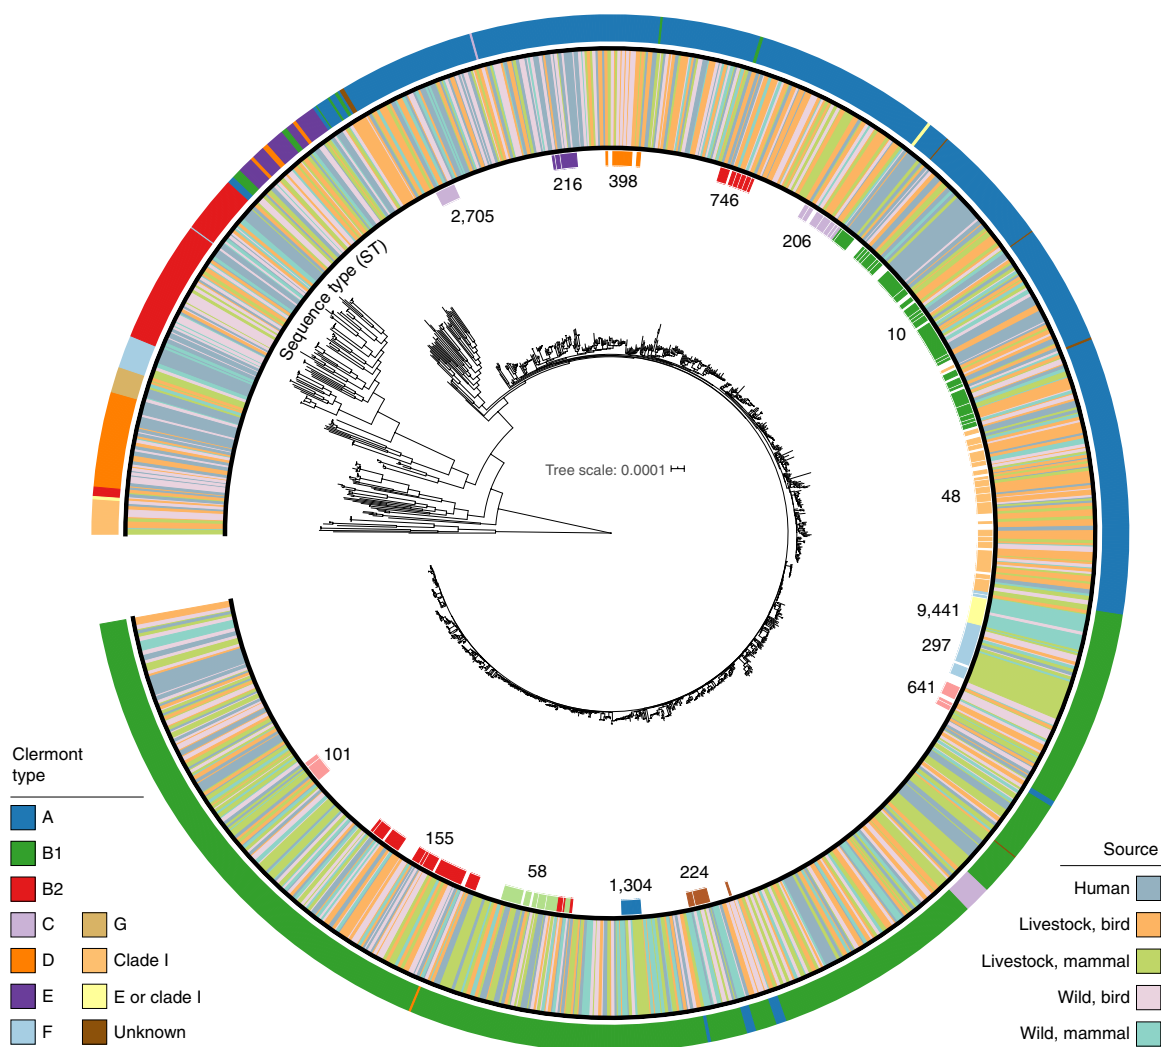 216
398
746
2,705
206
Sequence type (ST)
10
Tree scale: 0.0001
48
9,441
297
641
101
155
58
1,304
224
Clermont
type
A
B1
B2
C
D
E
F
G
Clade I
E or clade I
Unknown
Source
Human
Livestock, bird
Livestock, mammal
Wild, bird
Wild, mammal